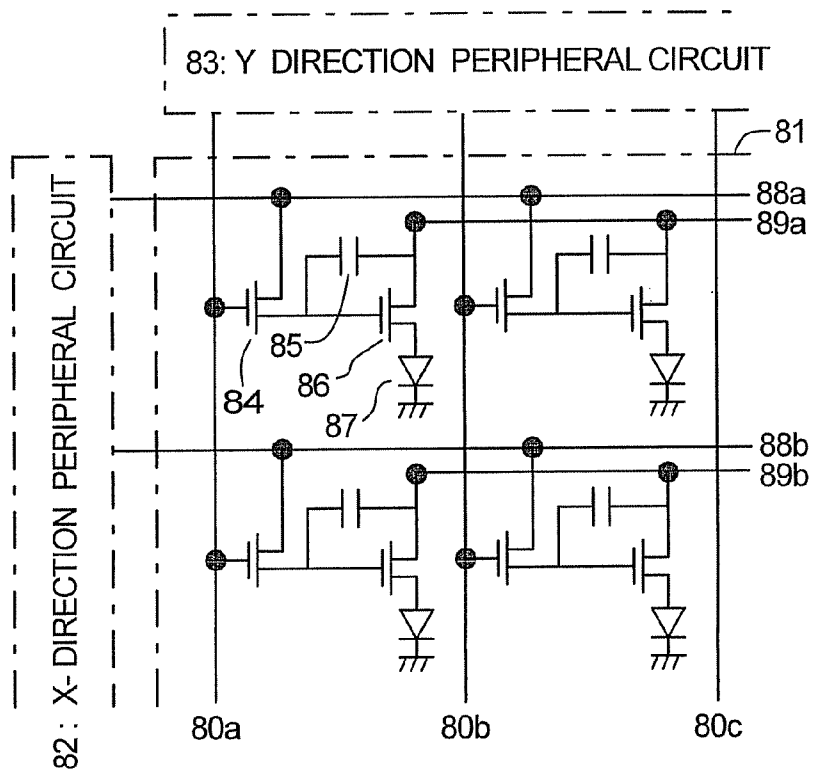 83: Y DIRECTION PERIPHERAL CIRCUIT
81
82: X- DIRECTION PERIPHERAL CIRCUIT
88a
89a
85
84
86
87
88b
89b
80a
80b
80c